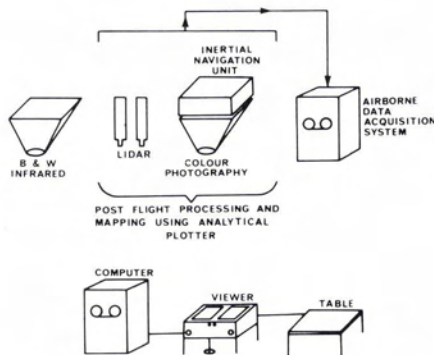 INERTIAL
NAVIGATION
UNIT
B & W
INFRARED
LIDAR
COLOUR
PHOTOGRAPHY
AIRBORNE
DATA
ACQUISITION
SYSTEM
POST FLIGHT PROCESSING AND
MAPPING USING ANALYTICAL
PLOTTER
COMPUTER
VIEWER
TABLE